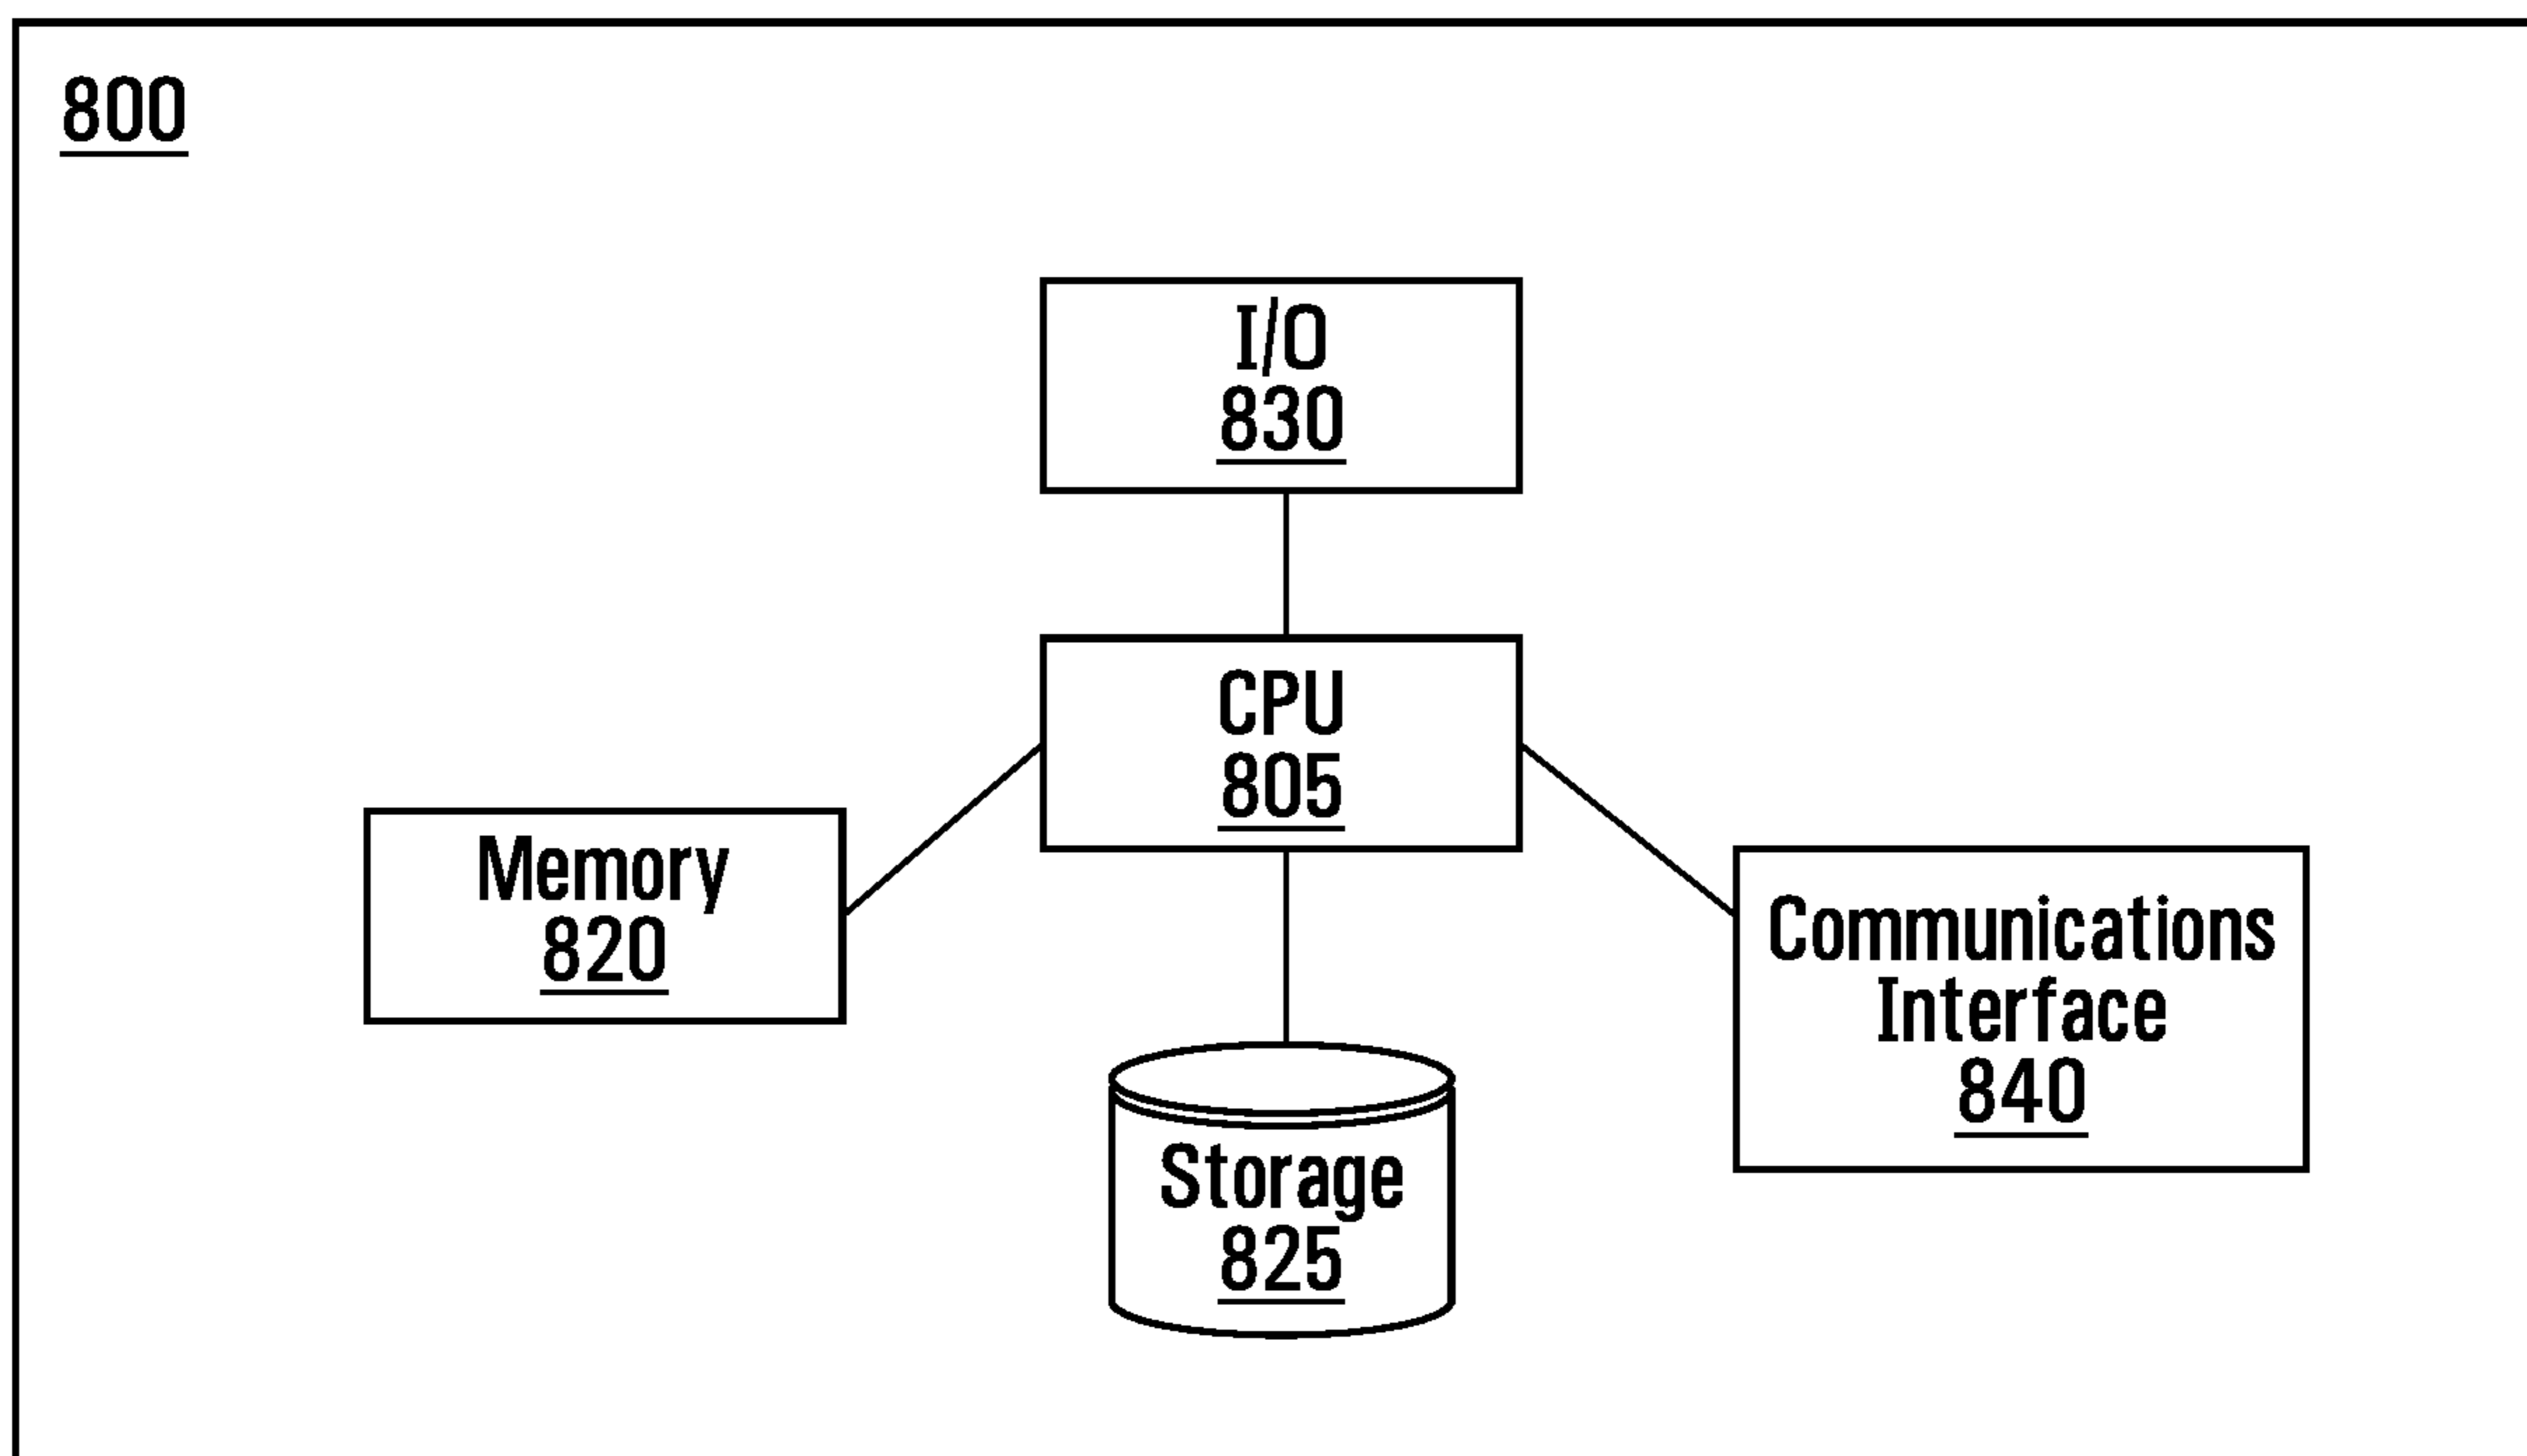 800
I/O
830
CPU
805
Memory
820
Communications
Interface
840
Storage
825